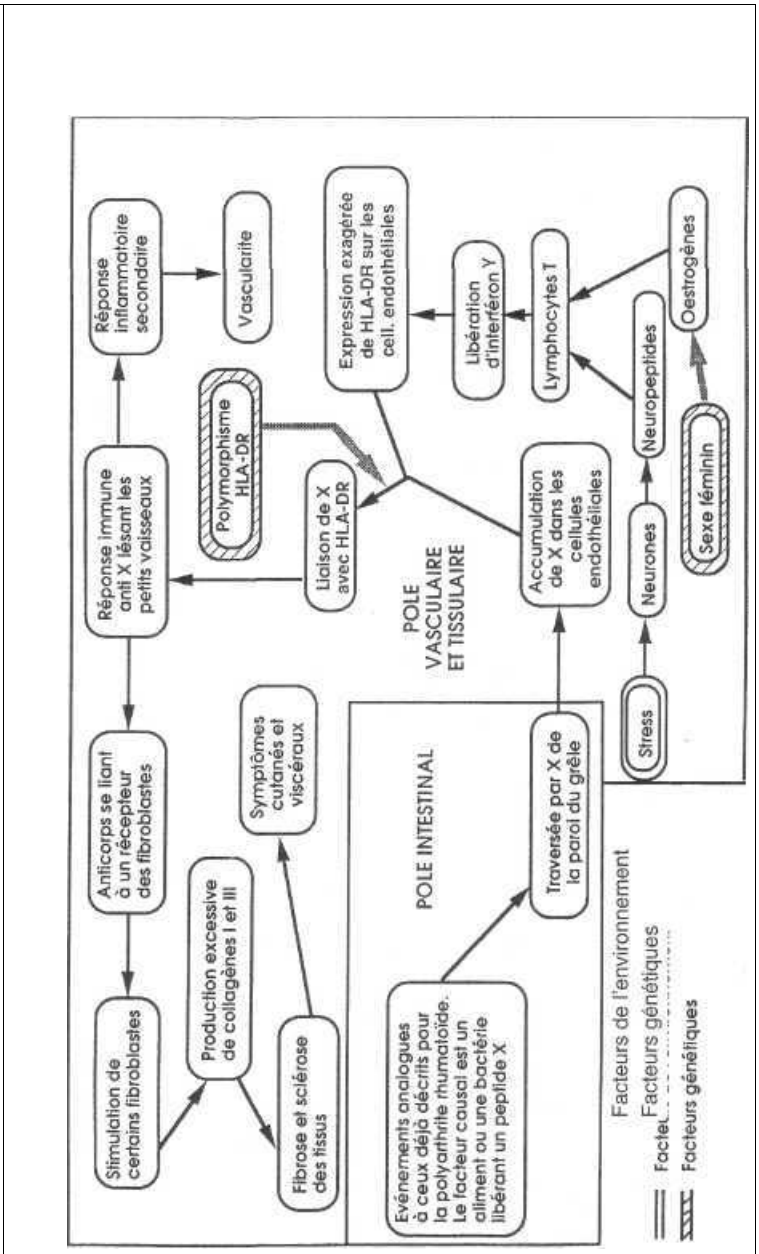 Evénements analogues
à ceux déjà décrits pour
la polyarthrite rhumatoïde.
Le facteur causal est un
aliment ou une bactérie
libérant un peptide X
POLE INTESTINAL
Traversée par X de
la paroi du grêle
Stress
Neurones
Neuropeptides
Sexe féminin
Oestrogènes
Lymphocytes T
Libération
d'interféron γ
Expression exagérée
de HLA-DR sur les
cell. endothéliales
Accumulation
de X dans les
cellules
endothéliales
POLE
VASCULAIRE
ET TISSULAIRE
Polymorphisme
HLA-DR
Liaison de X
avec HLA-DR
Réponse immune
anti X lésant les
petits vaisseaux
Réponse
inflammatoire
secondaire
Vascularite
Anticorps se liant
à un récepteur
des fibroblastes
Stimulation de
certains fibroblastes
Production excessive
de collagènes I et III
Fibrose et sclérose
des tissus
Symptômes
cutanés et
viscéraux
Facteurs de l'environnement
Facteurs génétiques
Facteurs génétiques